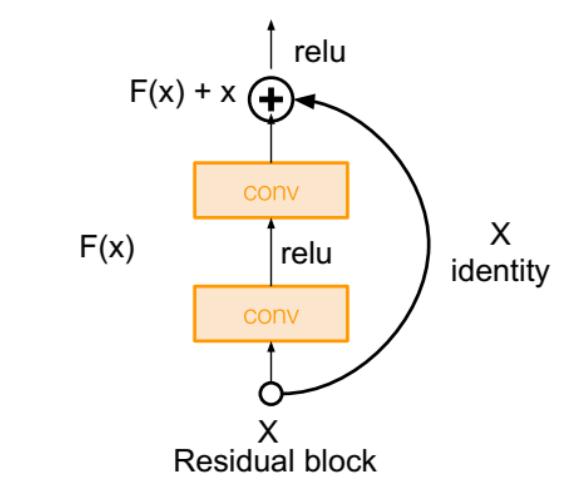 relu
F(x) + x
conv
F(x)
relu
X
identity
conv
X
Residual block